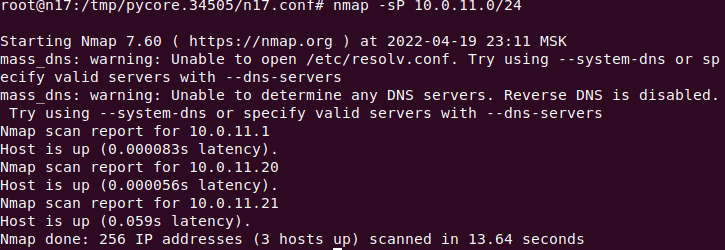 root@n17:/tmp/pycore.34505/n17.conf# nmap -sP 10.0.11.0/24
Starting Nmap 7.60 ( https://nmap.org ) at 2022-04-19 23:11 MSK
mass_dns: warning: Unable to open /etc/resolv.conf. Try using --system-dns or sp
ecify valid servers with --dns-servers
mass_dns: warning: Unable to determine any DNS servers. Reverse DNS is disabled.
 Try using --system-dns or specify valid servers with --dns-servers
Nmap scan report for 10.0.11.1
Host is up (0.000083s latency).
Nmap scan report for 10.0.11.20
Host is up (0.000056s latency).
Nmap scan report for 10.0.11.21
Host is up (0.059s latency).
Nmap done: 256 IP addresses (3 hosts up) scanned in 13.64 seconds